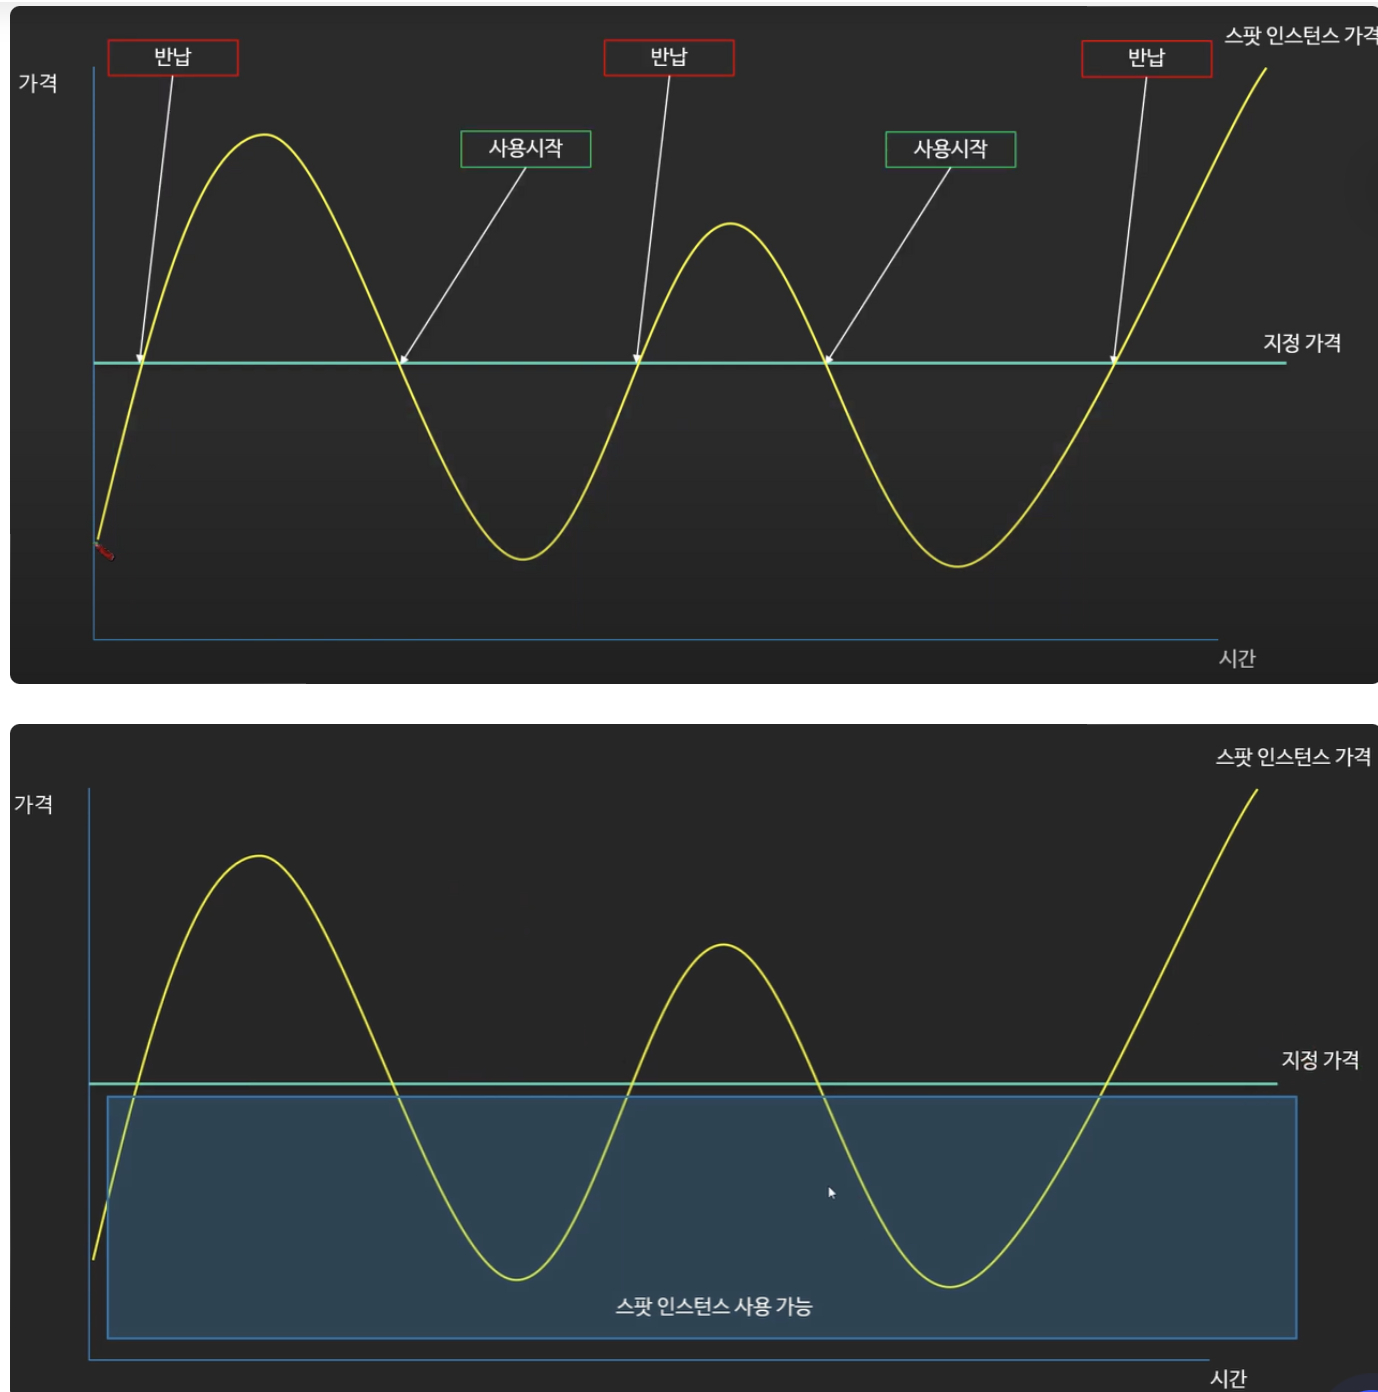 스팟 인스턴스 가격
반납
반납
반납
가격
사용시작
사용시작
지정 가격
시간
스팟 인스턴스 가격
가격
지정 가격
스팟 인스턴스 사용 가능
시간